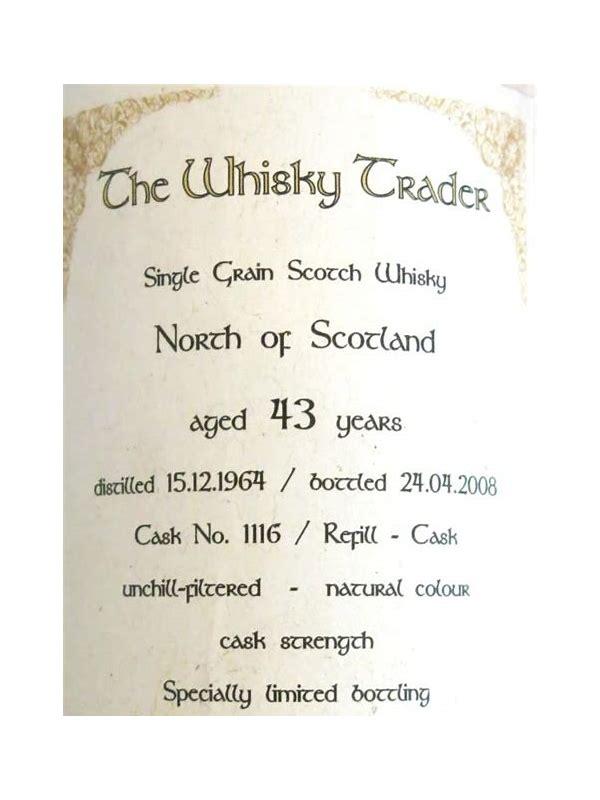 The Whisky Trader
Single Grain Scotch Whisky
North of Scotland
aged 43 years
distilled 15.12.1964 / bottled 24.04.2008
Cask No. 1116 / Refill - Cask
unchill-filtered - natural colour
cask strength
Specially limited bottling